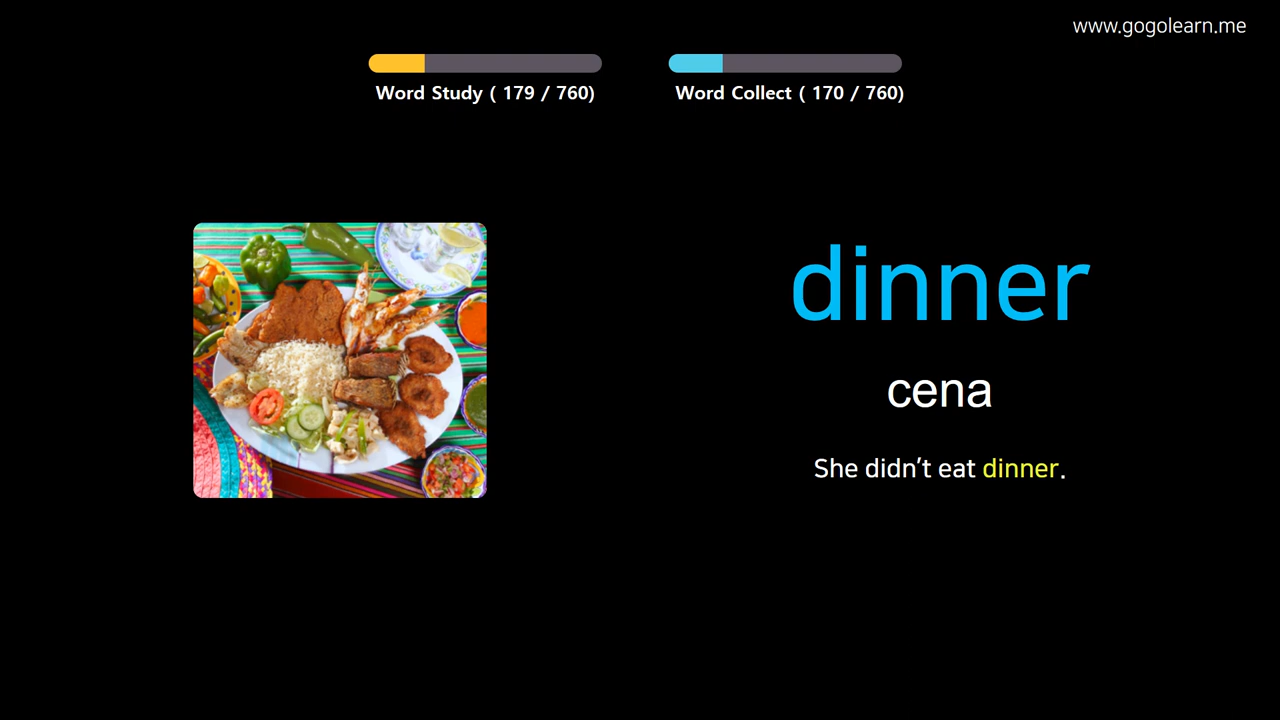 www.gogolearn.me
Word Study ( 179 / 760)
Word Collect ( 170 / 760)
dinner
cena
She didn’t eat dinner.